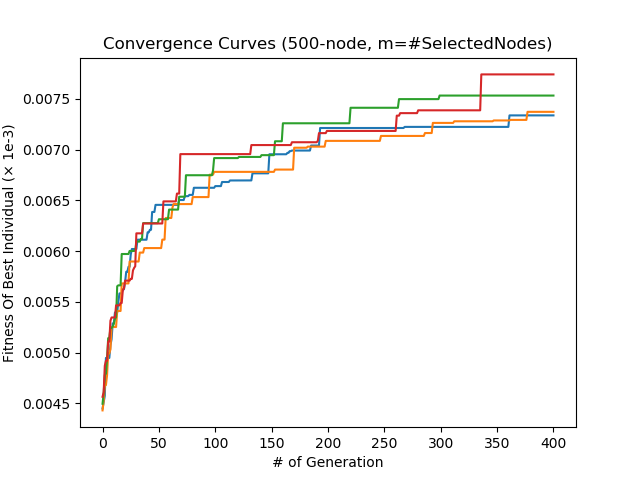 Convergence Curves (500-node, m=#SelectedNodes)
Fitness Of Best Individual (× 1e-3)
0.0075
0.0070
0.0065
0.0060
0.0055
0.0050
0.0045
0 50 100 150 200 250 300 350 400
# of Generation